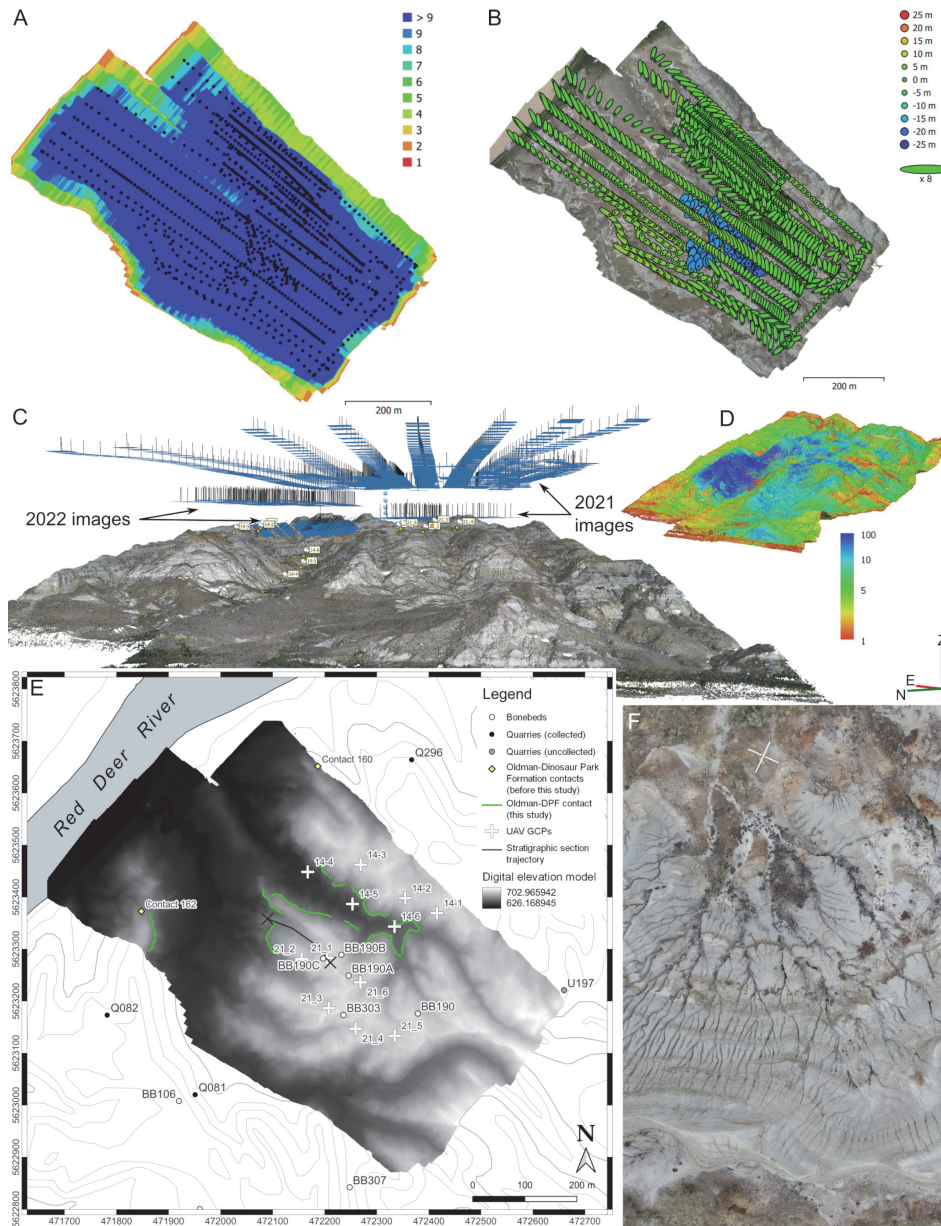 A
> 9
9
8
7
6
5
4
3
2
1
200 m
B
25 m
20 m
15 m
10 m
5 m
0 m
-5 m
-10 m
-15 m
-20 m
-25 m
x 8
200 m
C
2022 images
2021
images
D
100
10
5
1
Z
E
N
E
Red Deer River
Legend
Bonebeds
Quarries (collected)
Quarries (uncollected)
Oldman-Dinosaur Park
Formation contacts
(before this study)
Oldman-DPF contact
(this study)
UAV GCPs
Stratigraphic section
trajectory
Digital elevation model
702.965942
626.168945
Contact 160
Q296
14-4
14-3
14-5
14-2
14-1
14-6
Contact 162
21_2
21_1
BB190B
BB190C
BB190A
21_6
U197
21_3
BB303
BB190
21_4
21_5
Q082
BB106
Q081
BB307
N
0
100
200 m
5623800
5623700
5623600
5623500
5623400
5623300
5623200
5623100
5623000
5622900
5622800
471700
471800
471900
472000
472100
472200
472300
472400
472500
472600
472700
F